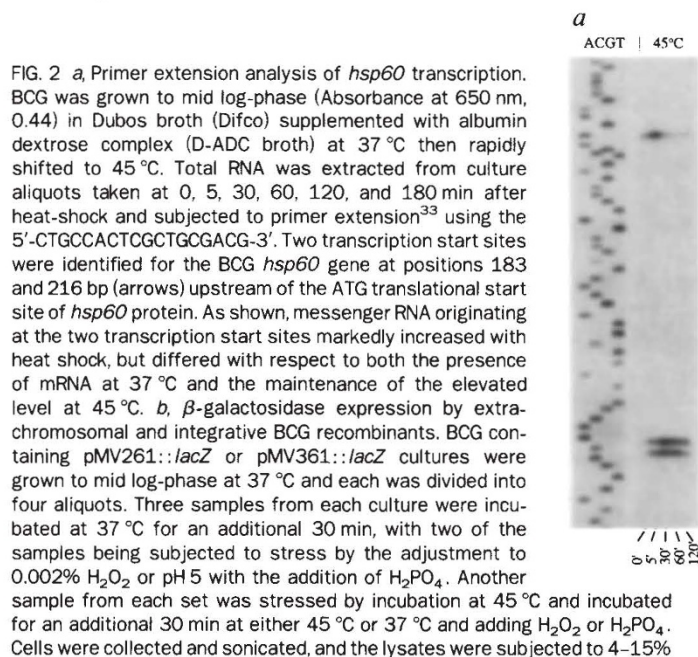 a
ACGT | 45°C
FIG. 2 a, Primer extension analysis of hsp60 transcription.
BCG was grown to mid log-phase (Absorbance at 650 nm,
0.44) in Dubos broth (Difco) supplemented with albumin
dextrose complex (D-ADC broth) at 37 °C then rapidly
shifted to 45 °C. Total RNA was extracted from culture
aliquots taken at 0, 5, 30, 60, 120, and 180 min after
heat-shock and subjected to primer extension³³ using the
5′-CTGCCACTCGCTGCGACG-3′. Two transcription start sites
were identified for the BCG hsp60 gene at positions 183
and 216 bp (arrows) upstream of the ATG translational start
site of hsp60 protein. As shown, messenger RNA originating
at the two transcription start sites markedly increased with
heat shock, but differed with respect to both the presence
of mRNA at 37 °C and the maintenance of the elevated
level at 45 °C. b, β-galactosidase expression by extra-
chromosomal and integrative BCG recombinants. BCG con-
taining pMV261::lacZ or pMV361::lacZ cultures were
grown to mid log-phase at 37 °C and each was divided into
four aliquots. Three samples from each culture were incu-
bated at 37 °C for an additional 30 min, with two of the
samples being subjected to stress by the adjustment to
0.002% H₂O₂ or pH 5 with the addition of H₂PO₄. Another
sample from each set was stressed by incubation at 45 °C and incubated
for an additional 30 min at either 45 °C or 37 °C and adding H₂O₂ or H₂PO₄.
Cells were collected and sonicated, and the lysates were subjected to 4–15%
0′ 5′ 30′ 60′ 120′